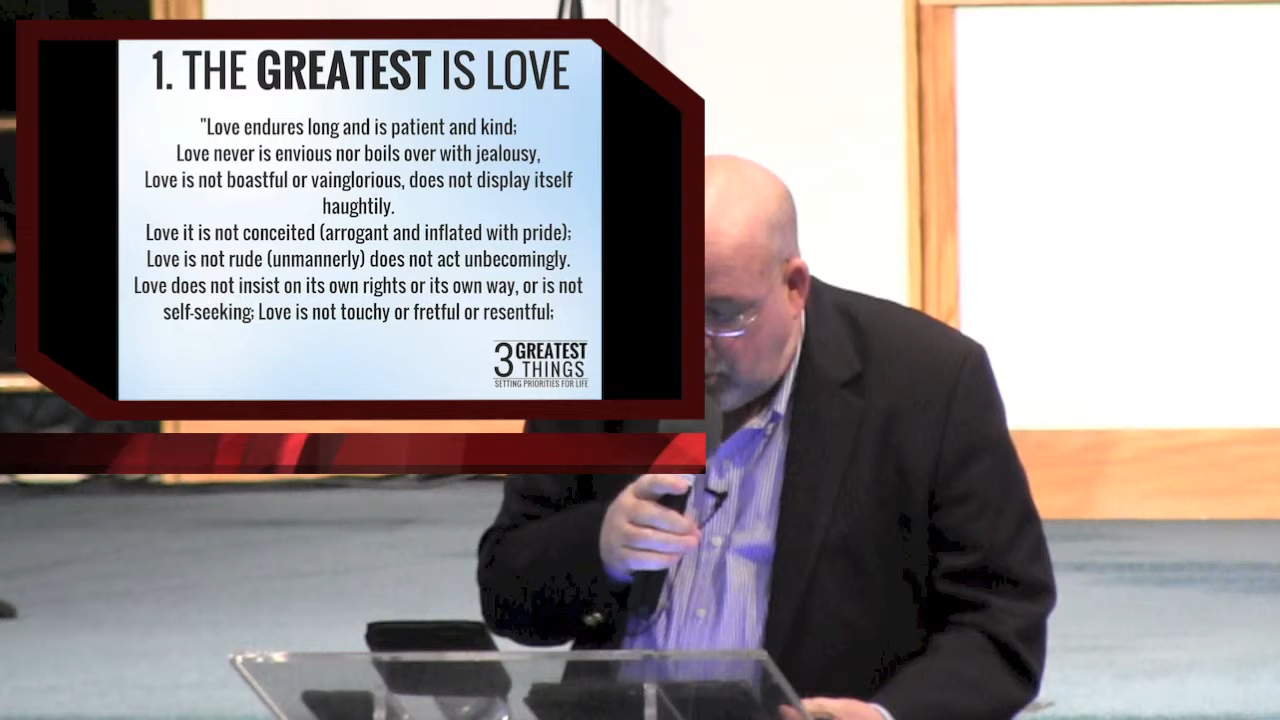 1. THE GREATEST IS LOVE
"Love endures long and is patient and kind;
Love never is envious nor boils over with jealousy,
Love is not boastful or vainglorious, does not display itself
haughtily.
Love it is not conceited (arrogant and inflated with pride);
Love is not rude (unmannerly) does not act unbecomingly.
Love does not insist on its own rights or its own way, or is not
self-seeking; Love is not touchy or fretful or resentful;
3 GREATEST
THINGS
SETTING PRIORITIES FOR LIFE